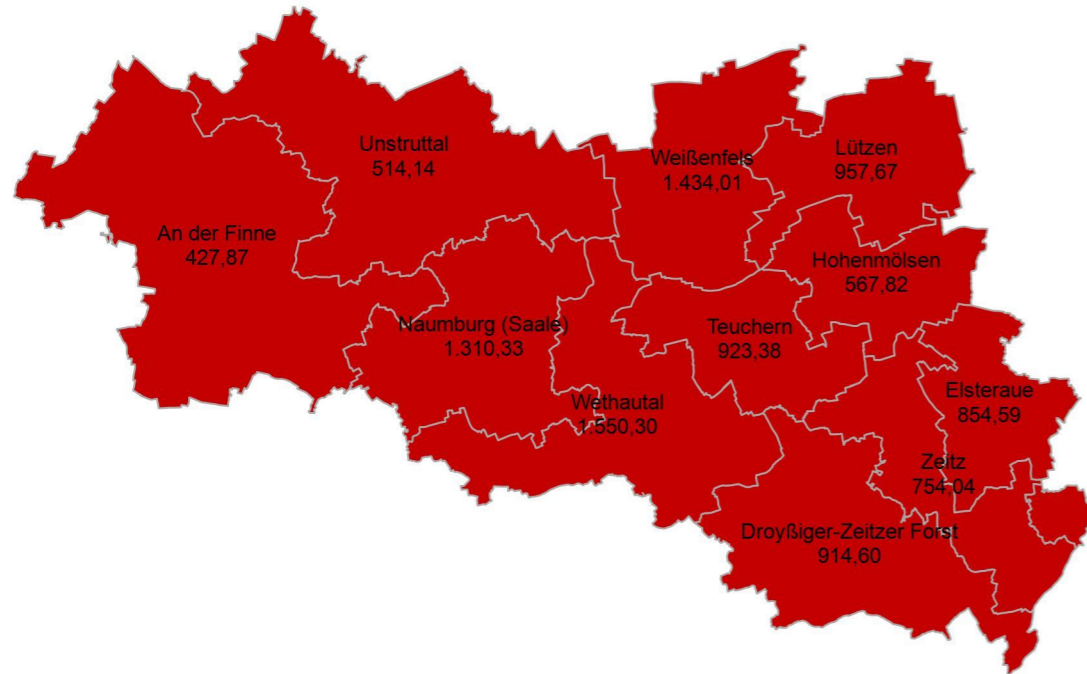 Unstruttal
514,14
Weißenfels
1.434,01
Lützen
957,67
An der Finne
427,87
Hohenmölsen
567,82
Naumburg (Saale)
1.310,33
Teuchern
923,38
Wethautal
1.550,30
Elsteraue
854,59
Zeitz
754,04
Droyßiger-Zeitzer Forst
914,60